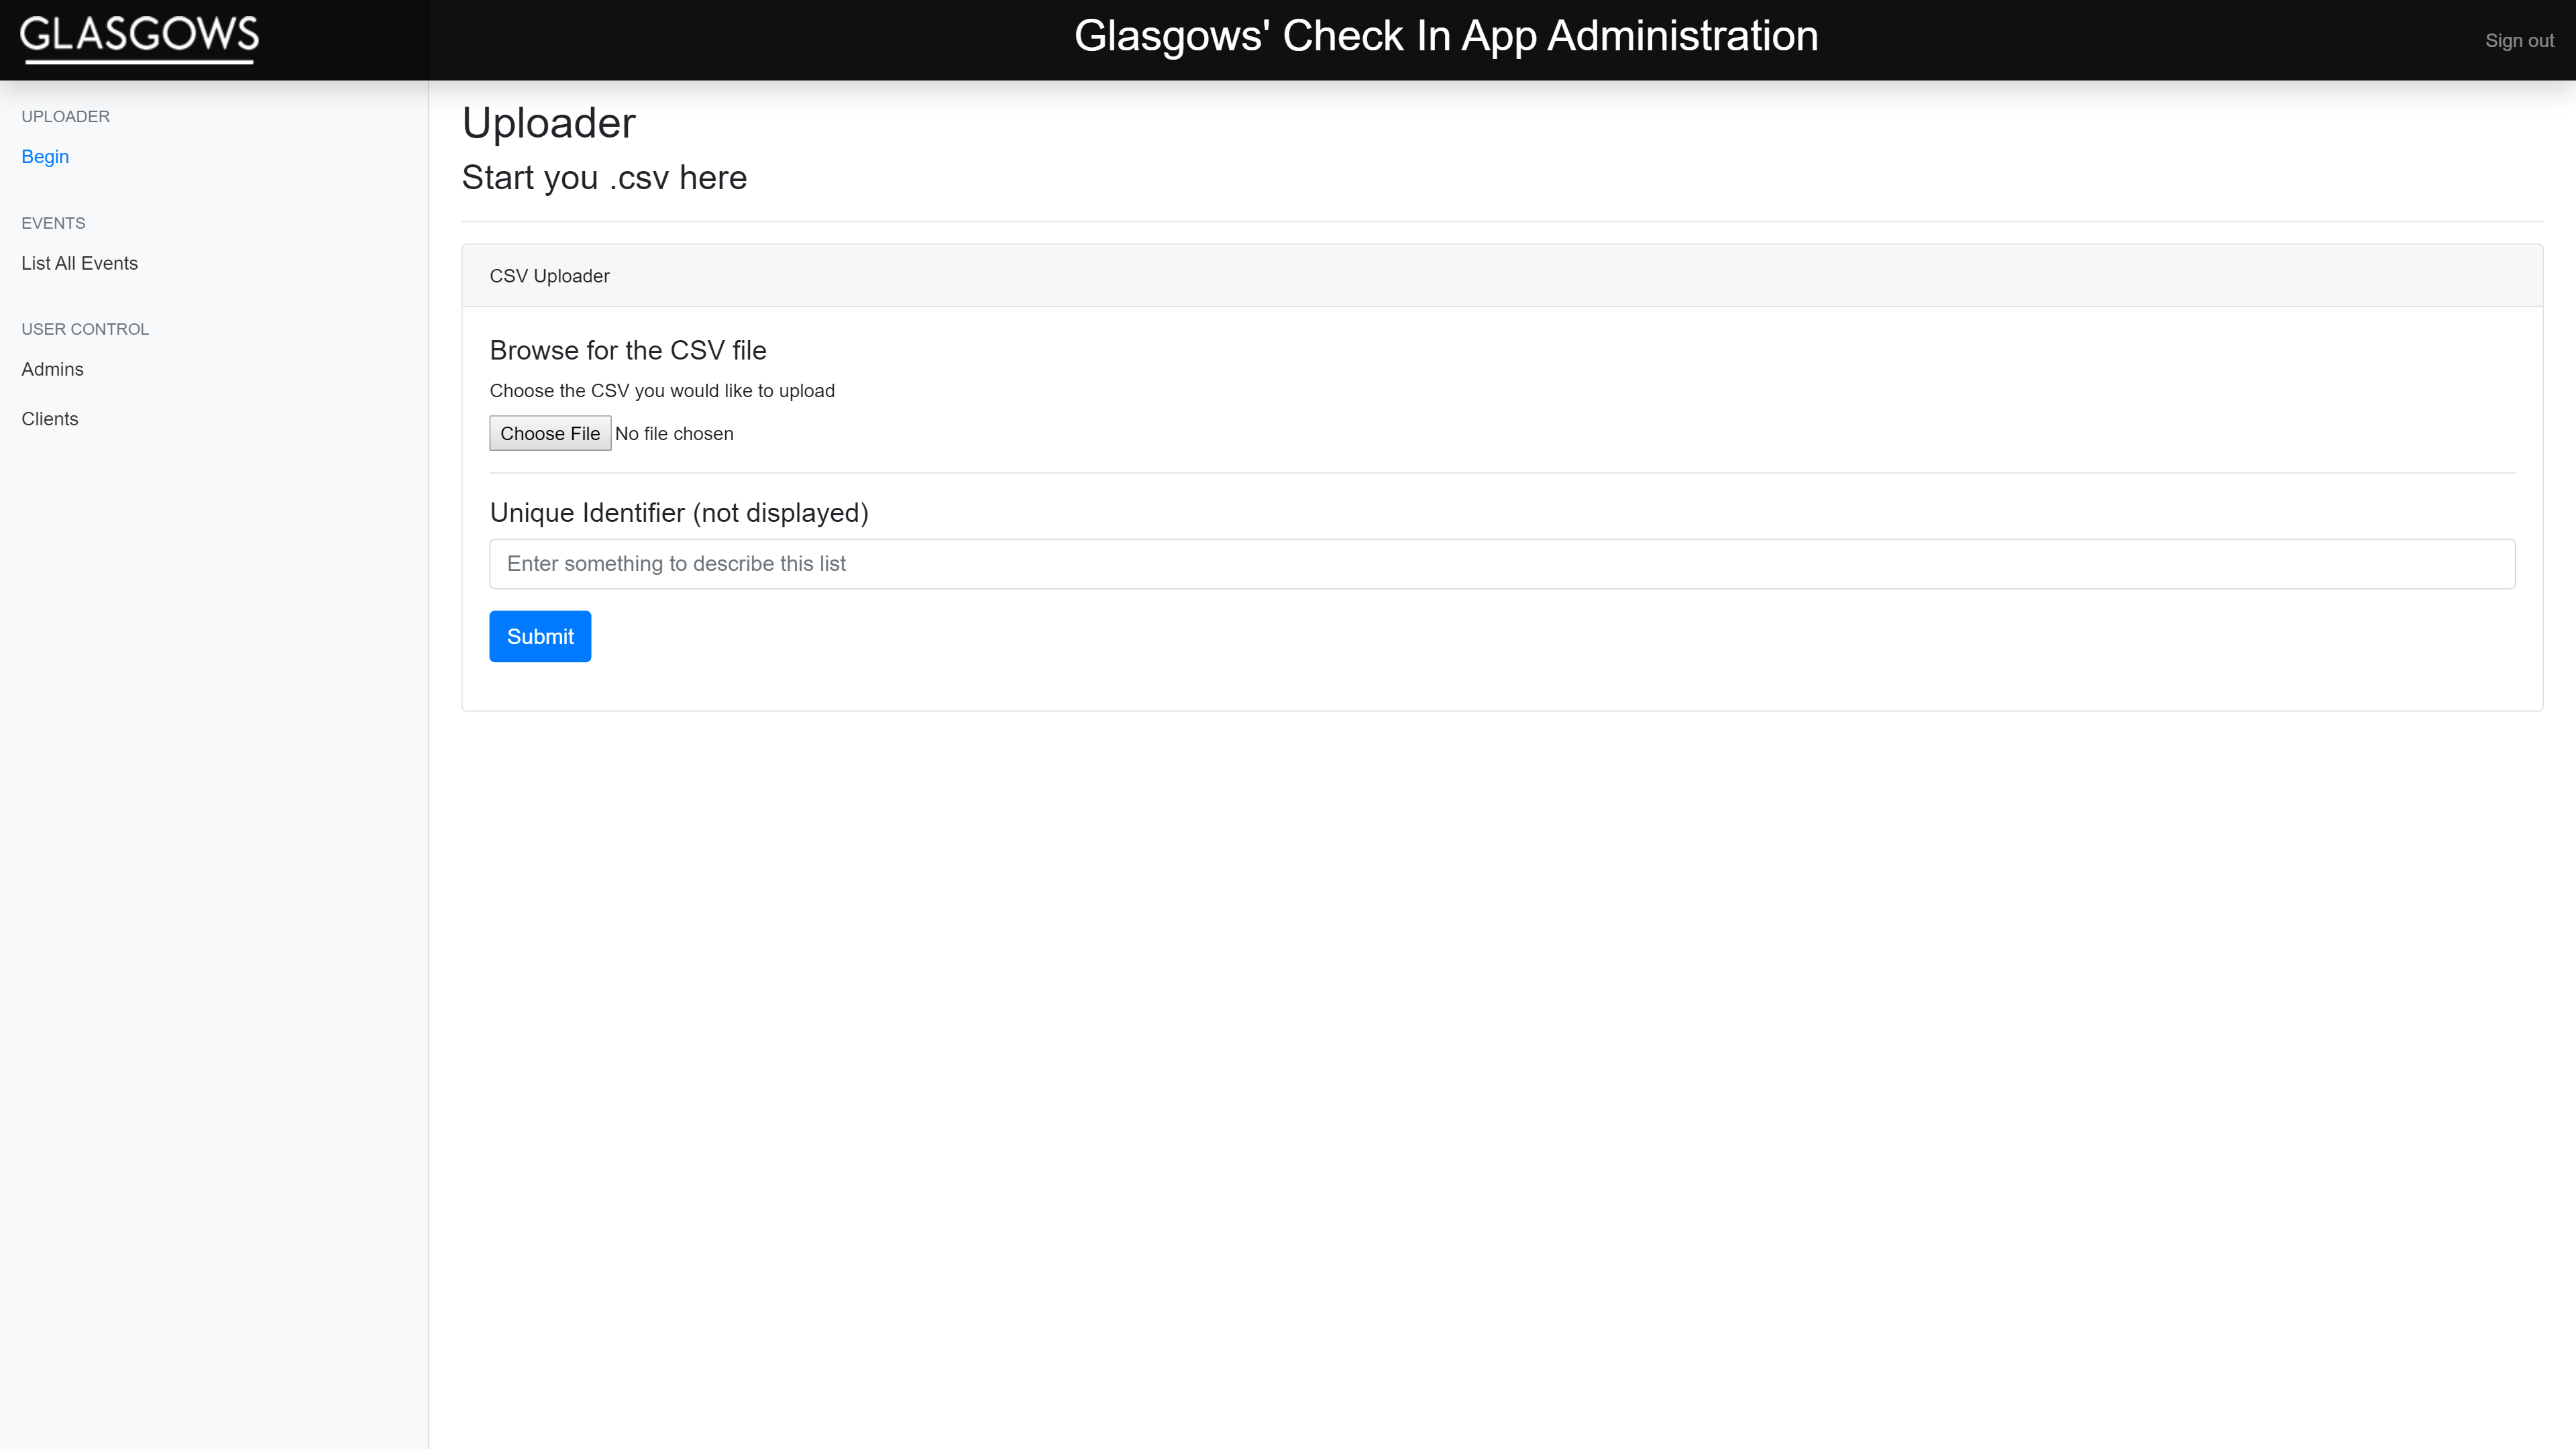 GLASGOWS
Glasgows' Check In App Administration
Sign out
UPLOADER
Begin
EVENTS
List All Events
USER CONTROL
Admins
Clients
Uploader
Start you .csv here
CSV Uploader
Browse for the CSV file
Choose the CSV you would like to upload
Choose File No file chosen
Unique Identifier (not displayed)
Enter something to describe this list
Submit